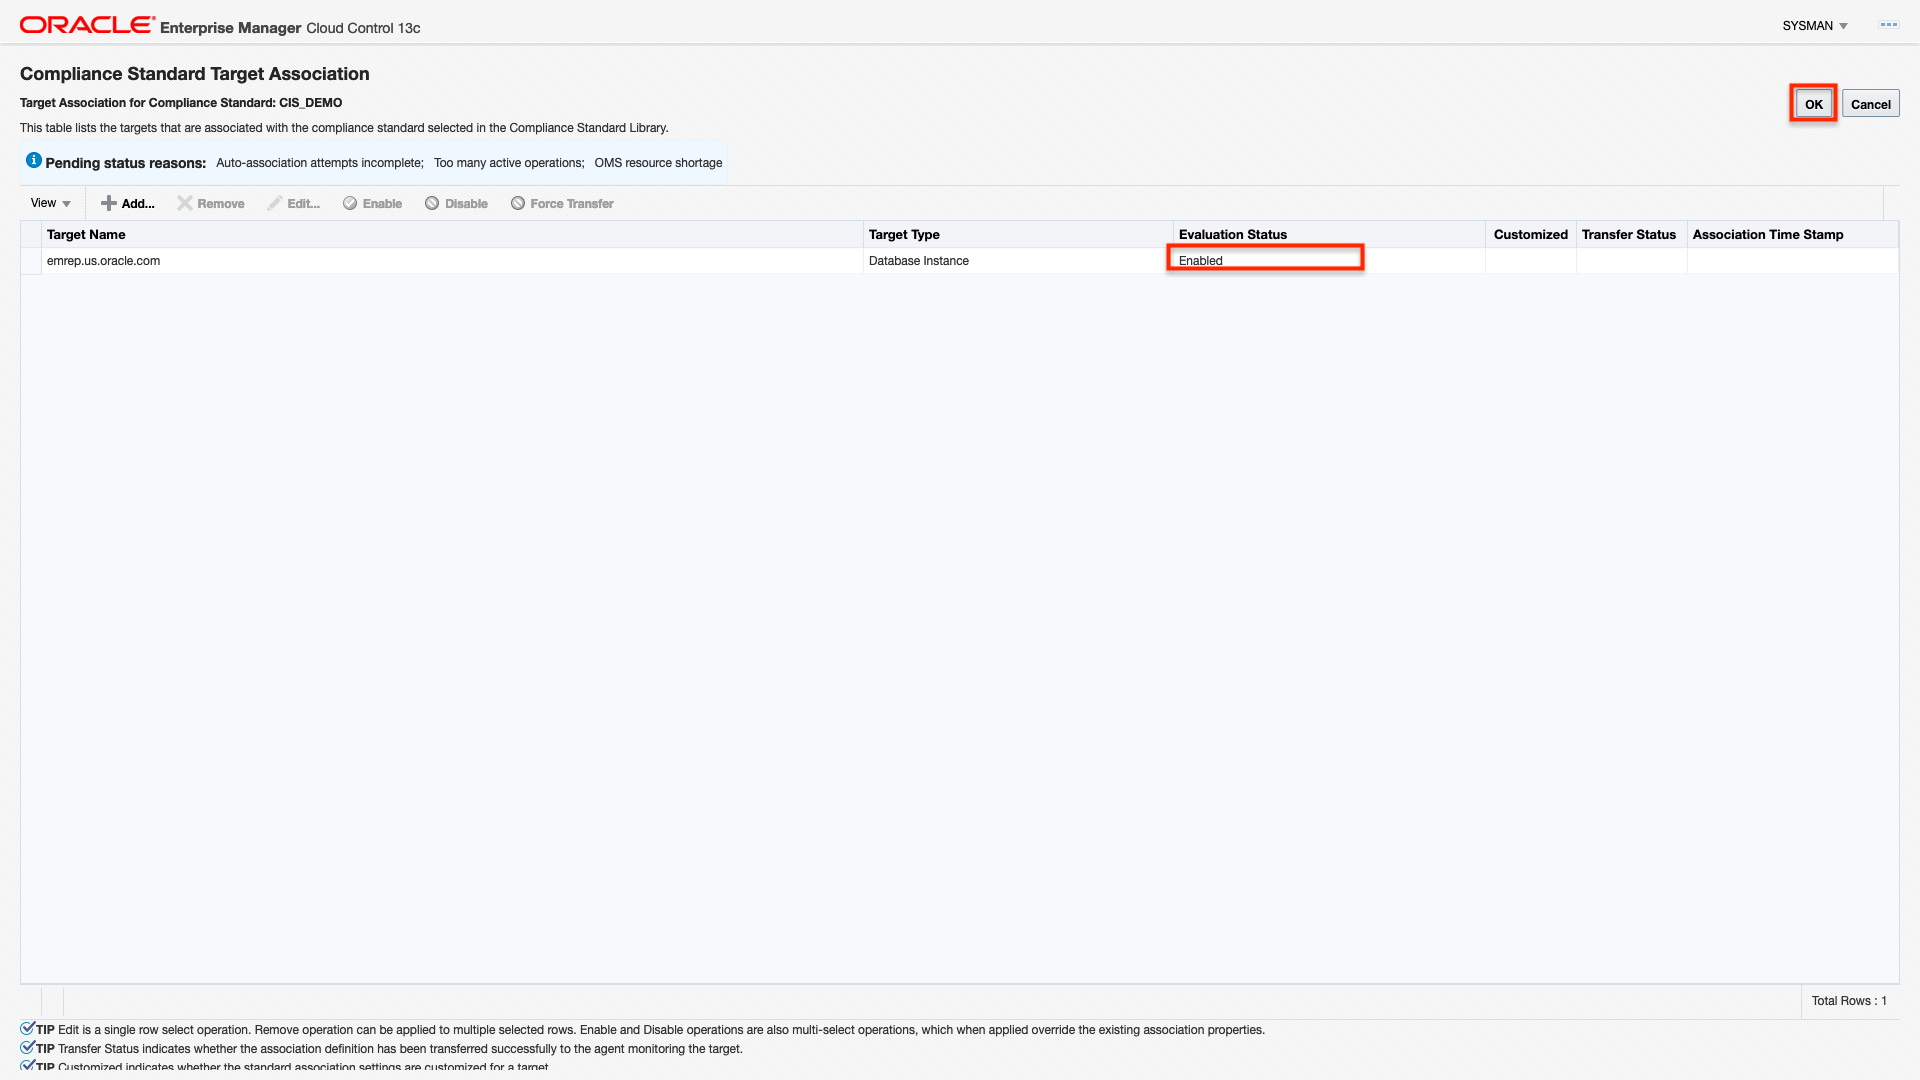 ORACLE Enterprise Manager Cloud Control 13c
SYSMAN
Compliance Standard Target Association
Target Association for Compliance Standard: CIS_DEMO
OK Cancel
This table lists the targets that are associated with the compliance standard selected in the Compliance Standard Library.
Pending status reasons: Auto-association attempts incomplete; Too many active operations; OMS resource shortage
View Add... Remove Edit... Enable Disable Force Transfer
Target Name Target Type Evaluation Status Customized Transfer Status Association Time Stamp
emrep.us.oracle.com Database Instance Enabled
Total Rows : 1
TIP Edit is a single row select operation. Remove operation can be applied to multiple selected rows. Enable and Disable operations are also multi-select operations, which when applied override the existing association properties.
TIP Transfer Status indicates whether the association definition has been transferred successfully to the agent monitoring the target.
TIP Customized indicates whether the standard association settings are customized for a target